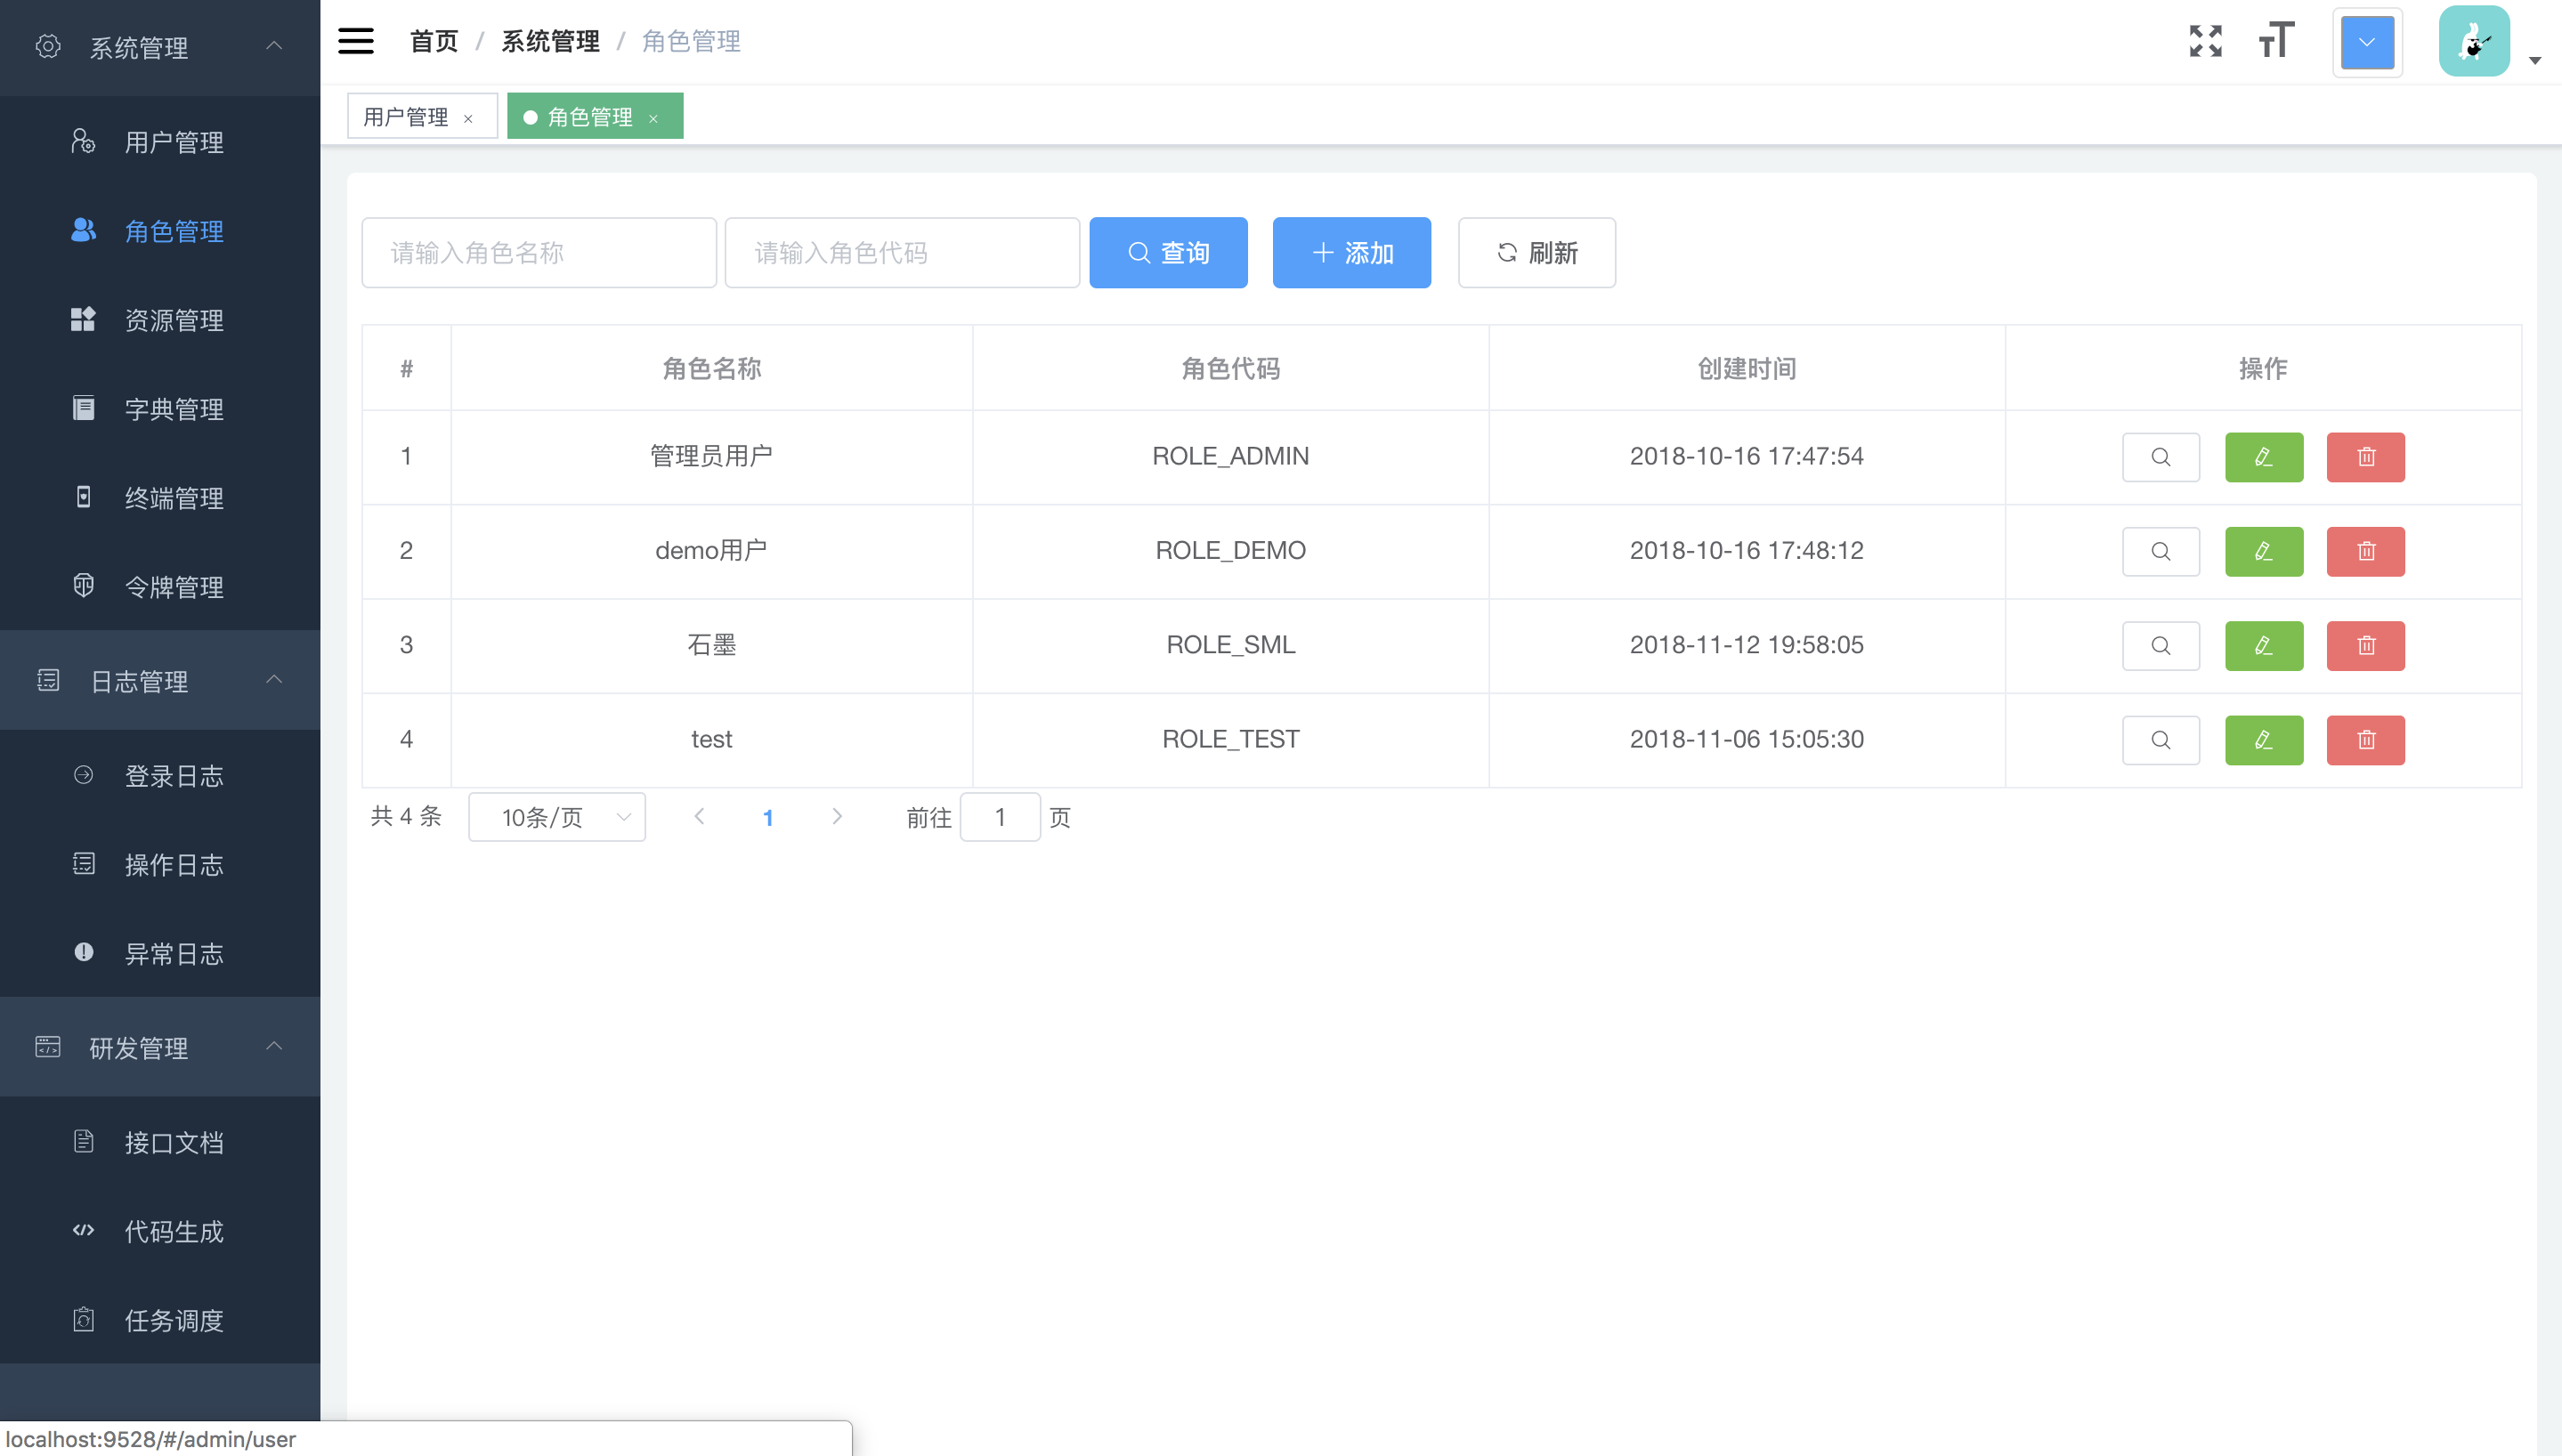 系统管理
用户管理
角色管理
资源管理
字典管理
终端管理
令牌管理
日志管理
登录日志
操作日志
异常日志
研发管理
接口文档
代码生成
任务调度
首页 / 系统管理 / 角色管理
用户管理 × 角色管理 ×
请输入角色名称 请输入角色代码 查询 添加 刷新
# 角色名称 角色代码 创建时间 操作
1 管理员用户 ROLE_ADMIN 2018-10-16 17:47:54
2 demo用户 ROLE_DEMO 2018-10-16 17:48:12
3 石墨 ROLE_SML 2018-11-12 19:58:05
4 test ROLE_TEST 2018-11-06 15:05:30
共 4 条 10条/页 1 前往 1 页
localhost:9528/#/admin/user